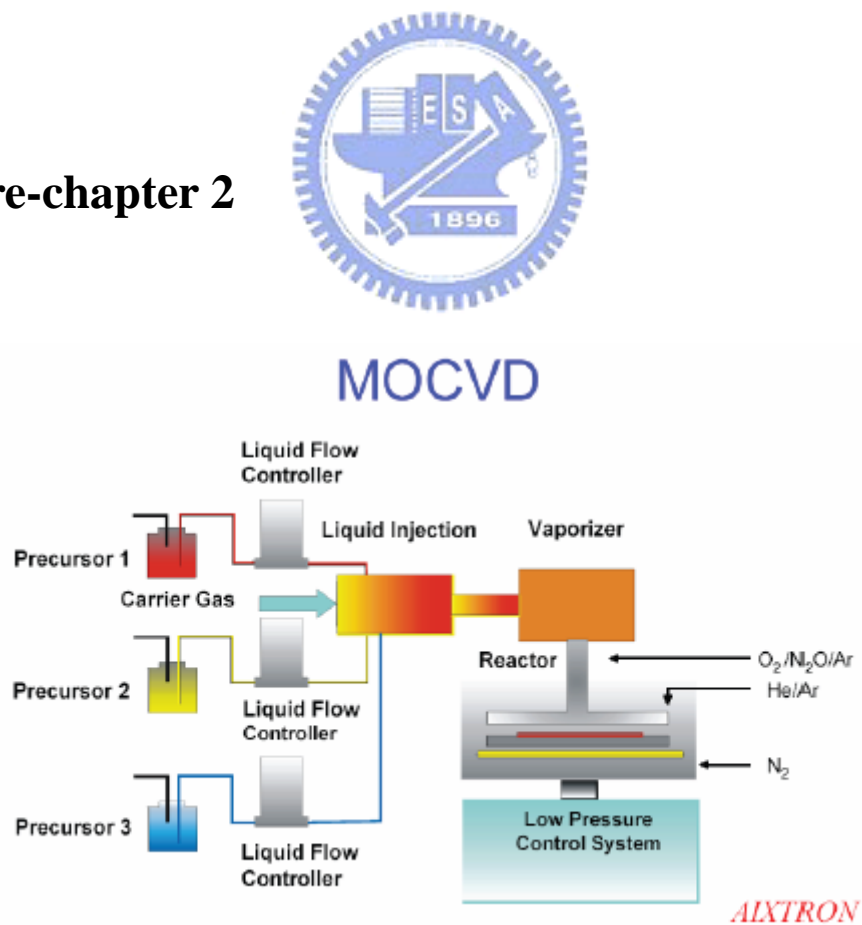 E S A
re-chapter 2
1896
MOCVD
Liquid Flow
Controller
Liquid Injection
Vaporizer
Precursor 1
Carrier Gas
Reactor
O₂/N₂O/Ar
He/Ar
Precursor 2
Liquid Flow
Controller
N₂
Precursor 3
Low Pressure
Control System
Liquid Flow
Controller
AIXTRON